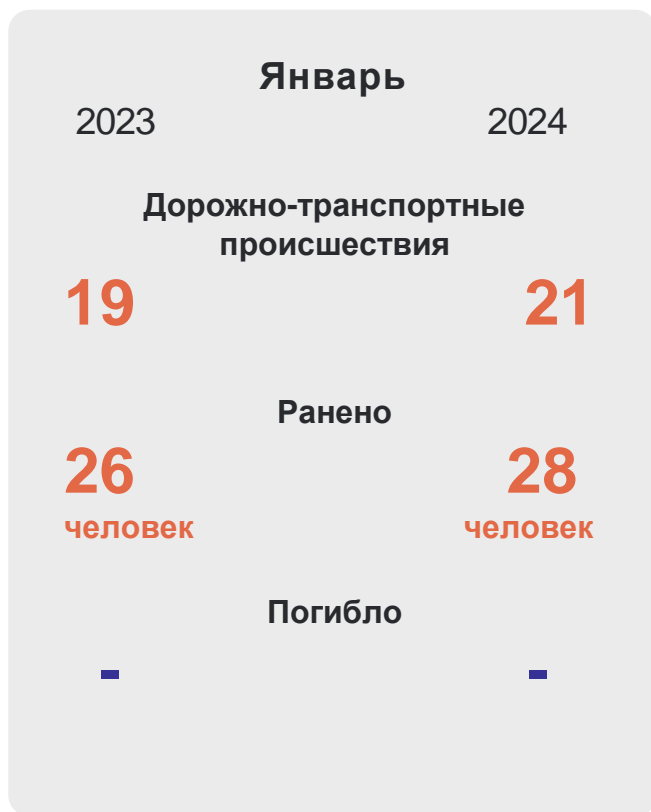 Январь
2023 2024
Дорожно-транспортные
происшествия
19 21
Ранено
26 28
человек человек
Погибло
- -